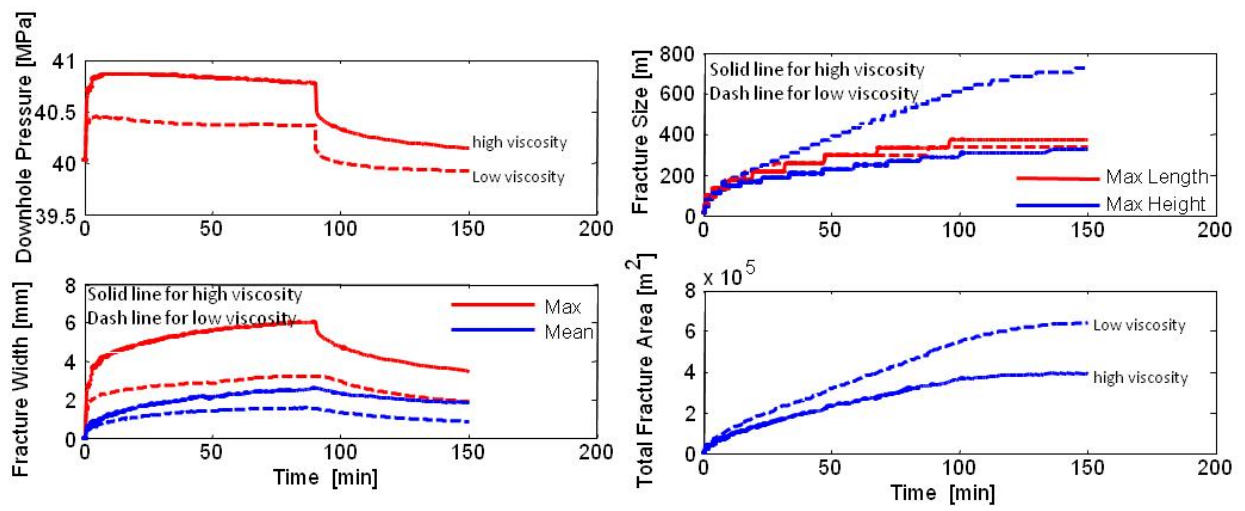 Downhole Pressure [MPa]
41
40.5
40
39.5
high viscosity
Low viscosity
0
50
100
150
200
Fracture Size [m]
800
600
400
200
0
Solid line for high viscosity
Dash line for low viscosity
Max Length
Max Height
0
50
100
150
200
Fracture Width [mm]
8
6
4
2
0
Solid line for high viscosity
Dash line for low viscosity
Max
Mean
0
50
100
150
200
Time [min]
Total Fracture Area [m²]
x 10⁵
8
6
4
2
0
Low viscosity
high viscosity
0
50
100
150
200
Time [min]